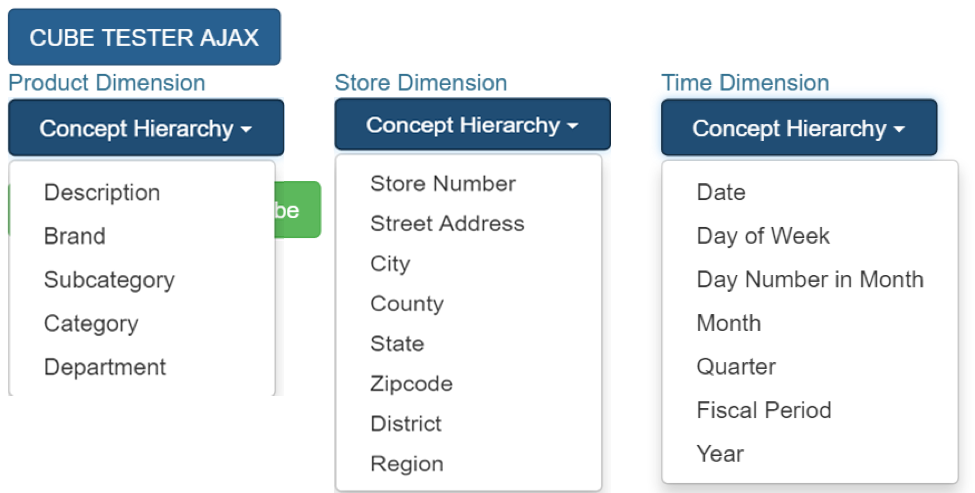 CUBE TESTER AJAX
Product Dimension
Concept Hierarchy
Description
Brand
Subcategory
Category
Department
be
Store Dimension
Concept Hierarchy
Store Number
Street Address
City
County
State
Zipcode
District
Region
Time Dimension
Concept Hierarchy
Date
Day of Week
Day Number in Month
Month
Quarter
Fiscal Period
Year